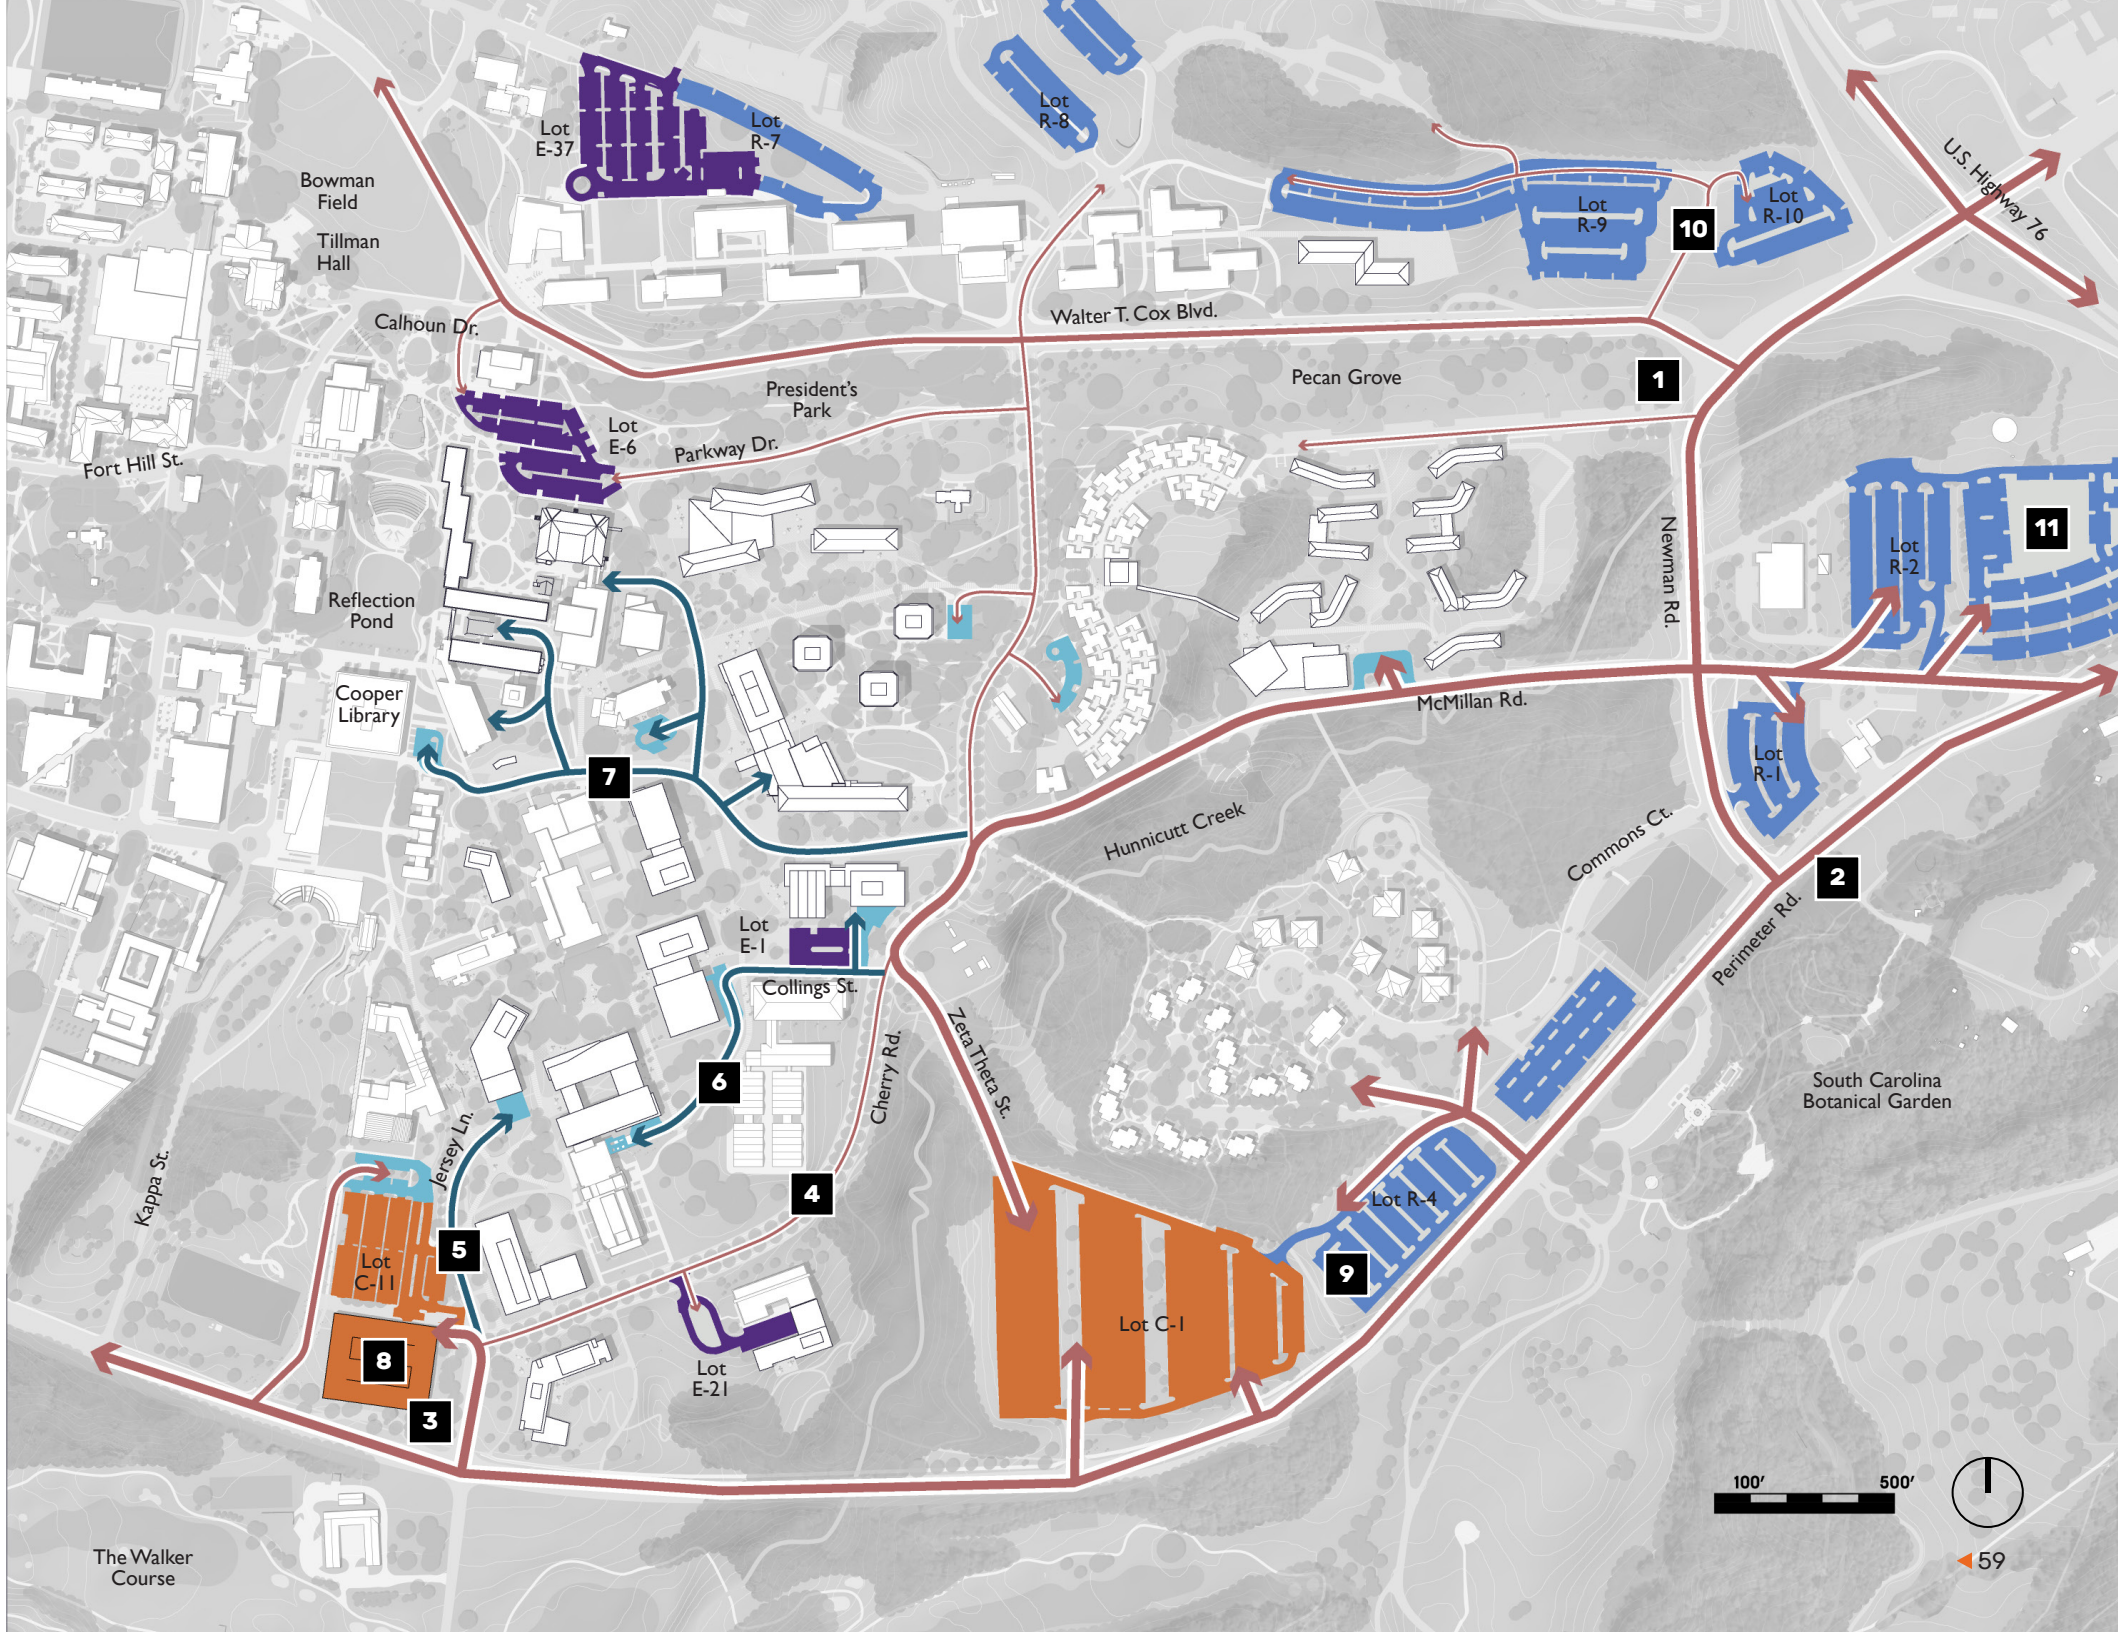 Lot
R-8
Lot
E-37
Lot
R-7
U.S. Highway 76
Bowman
Field
Lot
R-9
Lot
R-10
10
Tillman
Hall
Calhoun Dr.
Walter T. Cox Blvd.
1
Pecan Grove
President's
Park
Lot
E-6
Parkway Dr.
Fort Hill St.
Newman Rd.
11
Lot
R-2
Reflection
Pond
Cooper
Library
McMillan Rd.
7
Lot
R-1
Hunnicutt Creek
Commons Ct.
2
Lot
E-1
Perimeter Rd.
Collings St.
Zeta Theta St.
Cherry Rd.
6
South Carolina
Botanical Garden
Jersey Ln.
Kappa St.
4
Lot R-4
5
Lot
C-11
9
Lot C-1
8
Lot
E-21
3
100'
500'
59
The Walker
Course